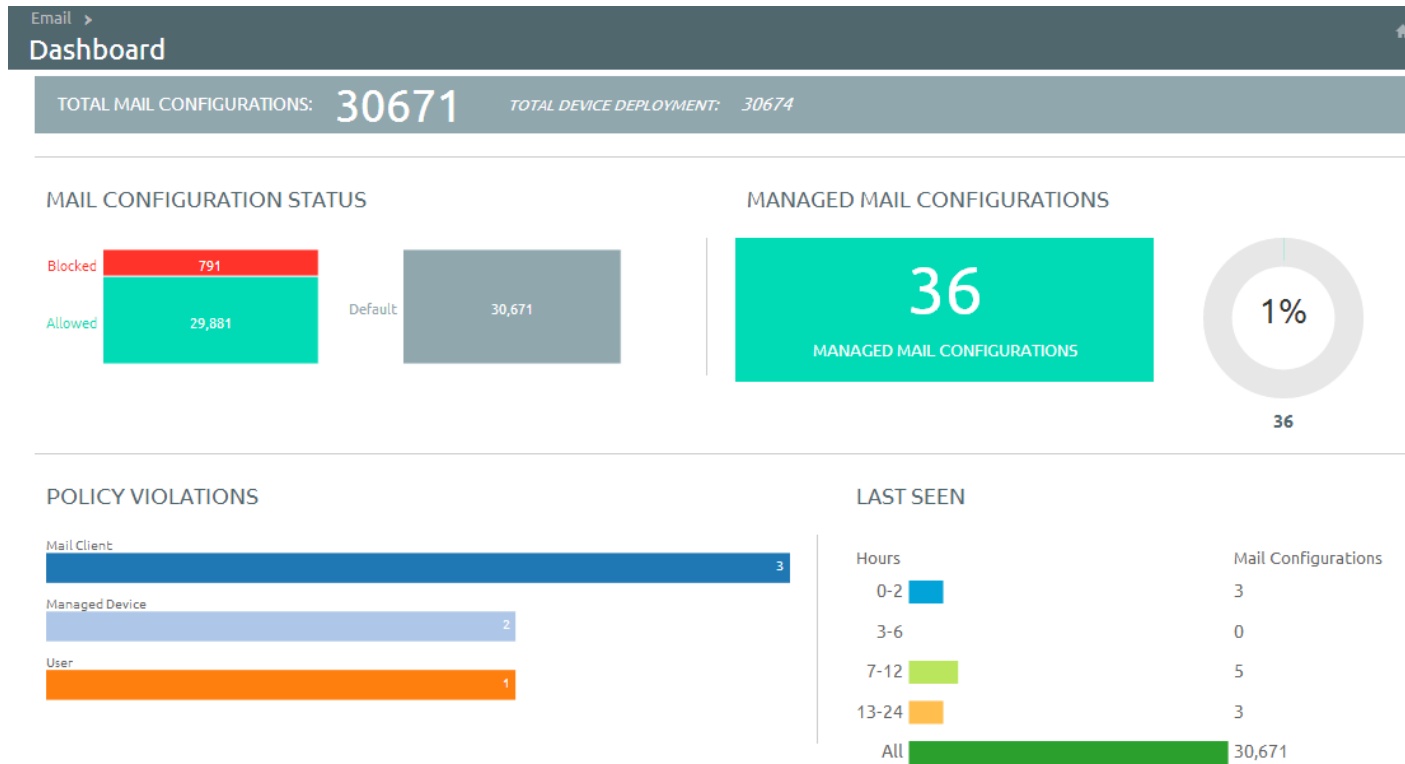 Email >
Dashboard
TOTAL MAIL CONFIGURATIONS: 30671 TOTAL DEVICE DEPLOYMENT: 30674
MAIL CONFIGURATION STATUS
Blocked 791
Allowed 29,881
Default 30,671
MANAGED MAIL CONFIGURATIONS
36
MANAGED MAIL CONFIGURATIONS
1%
36
POLICY VIOLATIONS
Mail Client
3
Managed Device
2
User
1
LAST SEEN
Hours Mail Configurations
0-2 3
3-6 0
7-12 5
13-24 3
All 30,671